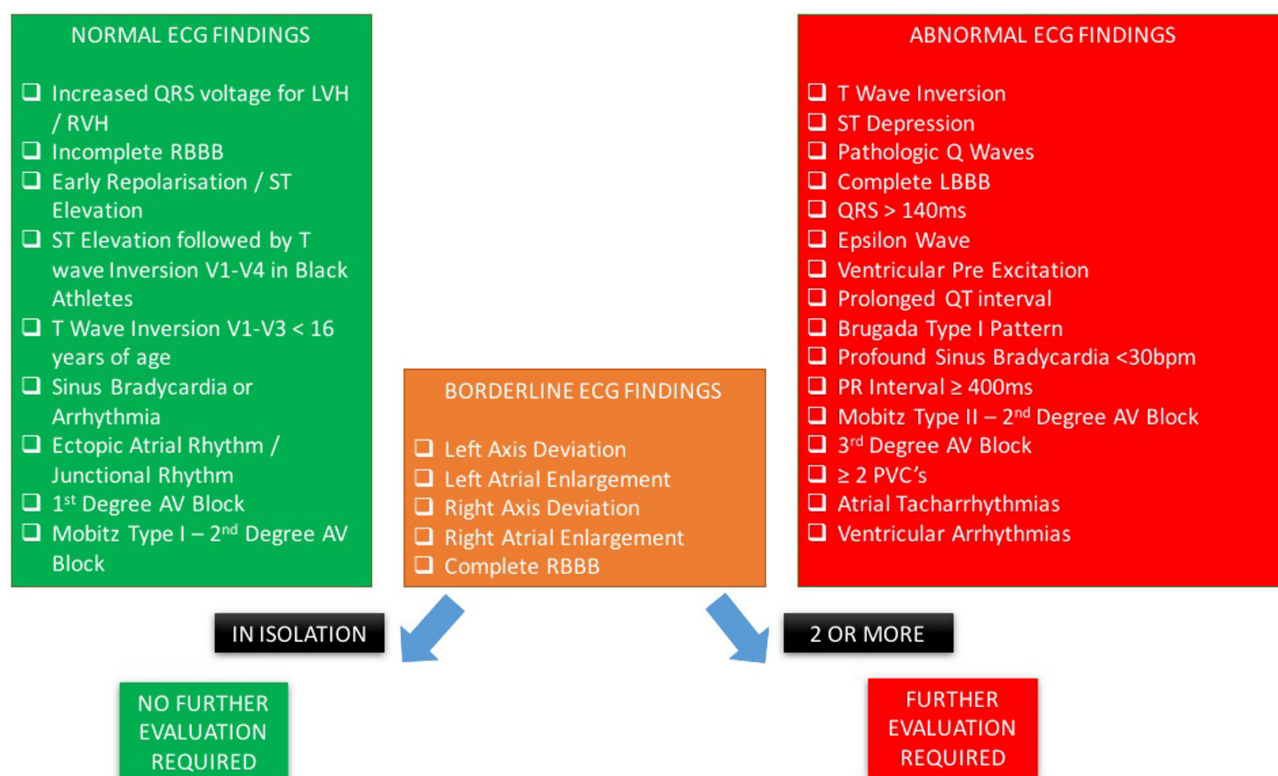 NORMAL ECG FINDINGS
❑ Increased QRS voltage for LVH
/ RVH
❑ Incomplete RBBB
❑ Early Repolarisation / ST
Elevation
❑ ST Elevation followed by T
wave Inversion V1-V4 in Black
Athletes
❑ T Wave Inversion V1-V3 < 16
years of age
❑ Sinus Bradycardia or
Arrhythmia
❑ Ectopic Atrial Rhythm /
Junctional Rhythm
❑ 1st Degree AV Block
❑ Mobitz Type I – 2nd Degree AV
Block
BORDERLINE ECG FINDINGS
❑ Left Axis Deviation
❑ Left Atrial Enlargement
❑ Right Axis Deviation
❑ Right Atrial Enlargement
❑ Complete RBBB
ABNORMAL ECG FINDINGS
❑ T Wave Inversion
❑ ST Depression
❑ Pathologic Q Waves
❑ Complete LBBB
❑ QRS > 140ms
❑ Epsilon Wave
❑ Ventricular Pre Excitation
❑ Prolonged QT interval
❑ Brugada Type I Pattern
❑ Profound Sinus Bradycardia <30bpm
❑ PR Interval ≥ 400ms
❑ Mobitz Type II – 2nd Degree AV Block
❑ 3rd Degree AV Block
❑ ≥ 2 PVC's
❑ Atrial Tacharrhythmias
❑ Ventricular Arrhythmias
IN ISOLATION
2 OR MORE
NO FURTHER
EVALUATION
REQUIRED
FURTHER
EVALUATION
REQUIRED